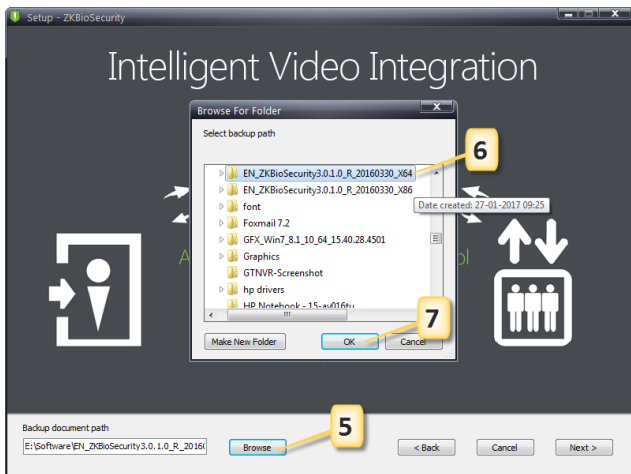 Setup - ZKBioSecurity
Intelligent Video Integration
Browse For Folder
Select backup path
EN_ZKBioSecurity3.0.1.0_R_20160330_X64
6
EN_ZKBioSecurity3.0.1.0_R_20160330_X86
Date created: 27-01-2017 09:25
font
Foxmail 7.2
GFX_Win7_8.1_10_64_15.40.28.4501
Graphics
GTNVR-Screenshot
hp drivers
HP Notebook - 15-av016tu
7
Make New Folder
OK
Cancel
Backup document path
5
E:\Software\EN_ZKBioSecurity3.0.1.0_R_2016(
Browse
< Back
Cancel
Next >